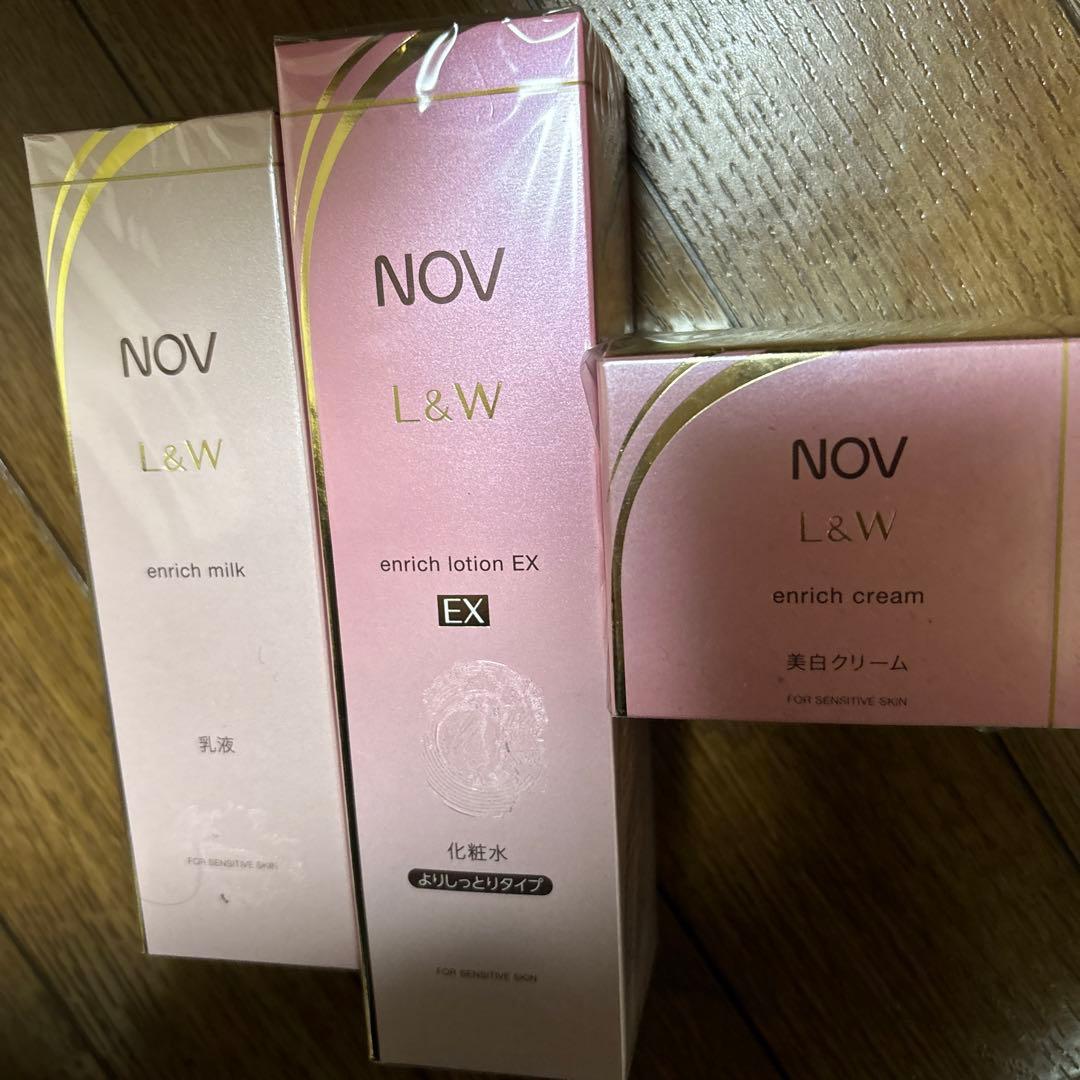 NOV
L&W
enrich milk
乳液
FOR SENSITIVE SKIN
NOV
L&W
enrich lotion EX
EX
化粧水
よりしっとりタイプ
FOR SENSITIVE SKIN
NOV
L&W
enrich cream
美白クリーム
FOR SENSITIVE SKIN